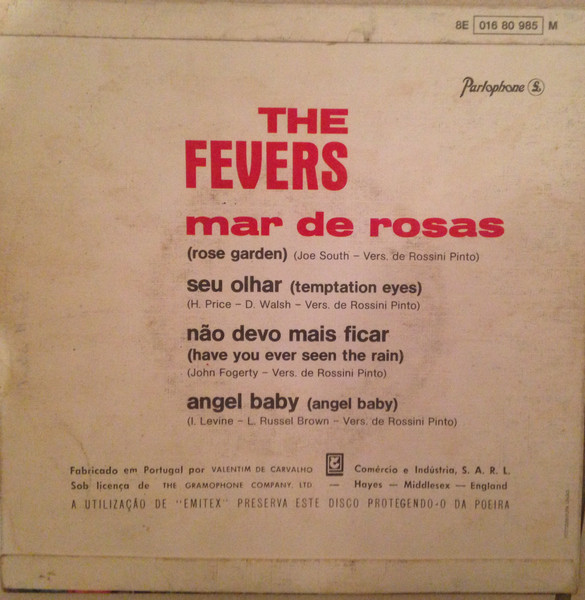 8E 016 80 985 M
Parlophone
THE
FEVERS
mar de rosas
(rose garden) (Joe South – Vers. de Rossini Pinto)
seu olhar (temptation eyes)
(H. Price – D. Walsh – Vers. de Rossini Pinto)
não devo mais ficar
(have you ever seen the rain)
(John Fogerty – Vers. de Rossini Pinto)
angel baby (angel baby)
(I. Levine – L. Russel Brown – Vers. de Rossini Pinto)
Fabricado em Portugal por VALENTIM DE CARVALHO Comércio e Indústria, S. A. R. L.
Sob licença de THE GRAMOPHONE COMPANY, LTD — Hayes — Middlesex — England
A UTILIZAÇÃO DE "EMITEX" PRESERVA ESTE DISCO PROTEGENDO-O DA POEIRA